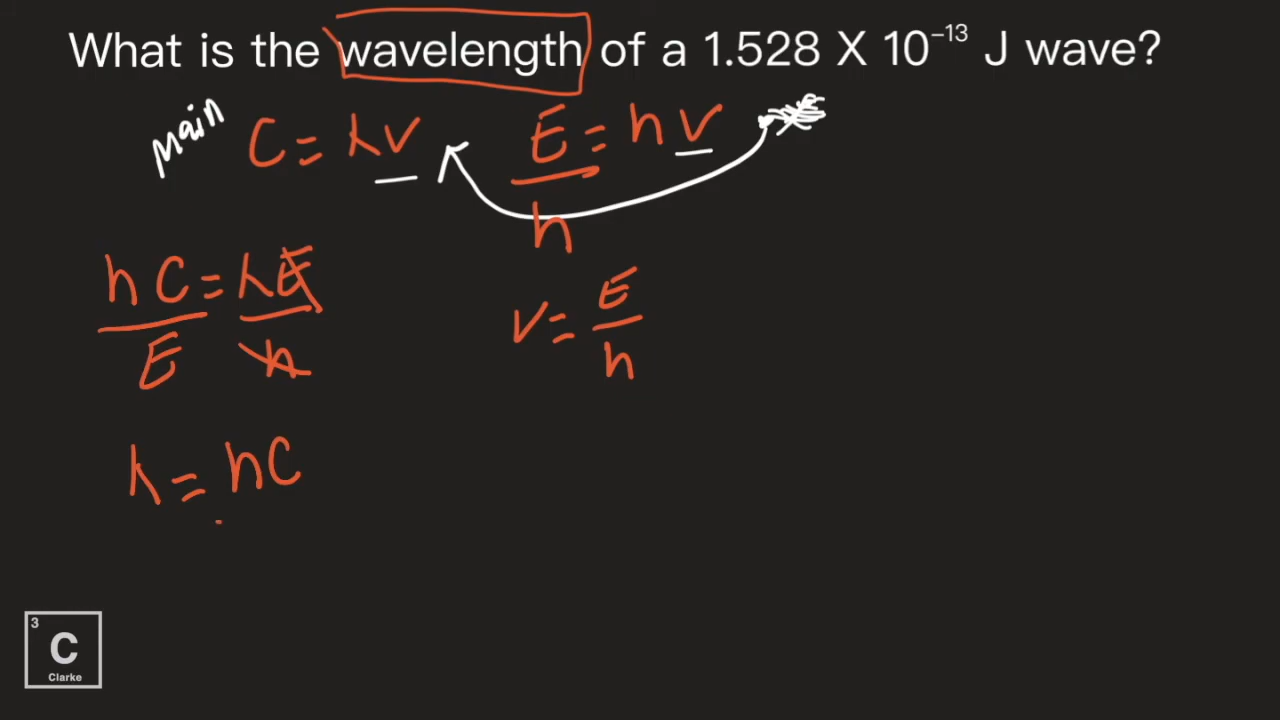 What is the wavelength of a 1.528 X 10⁻¹³ J wave?
main C = λν E = hν
h
hC = λE
E h
ν = E
h
λ = hC
3
C
Clarke